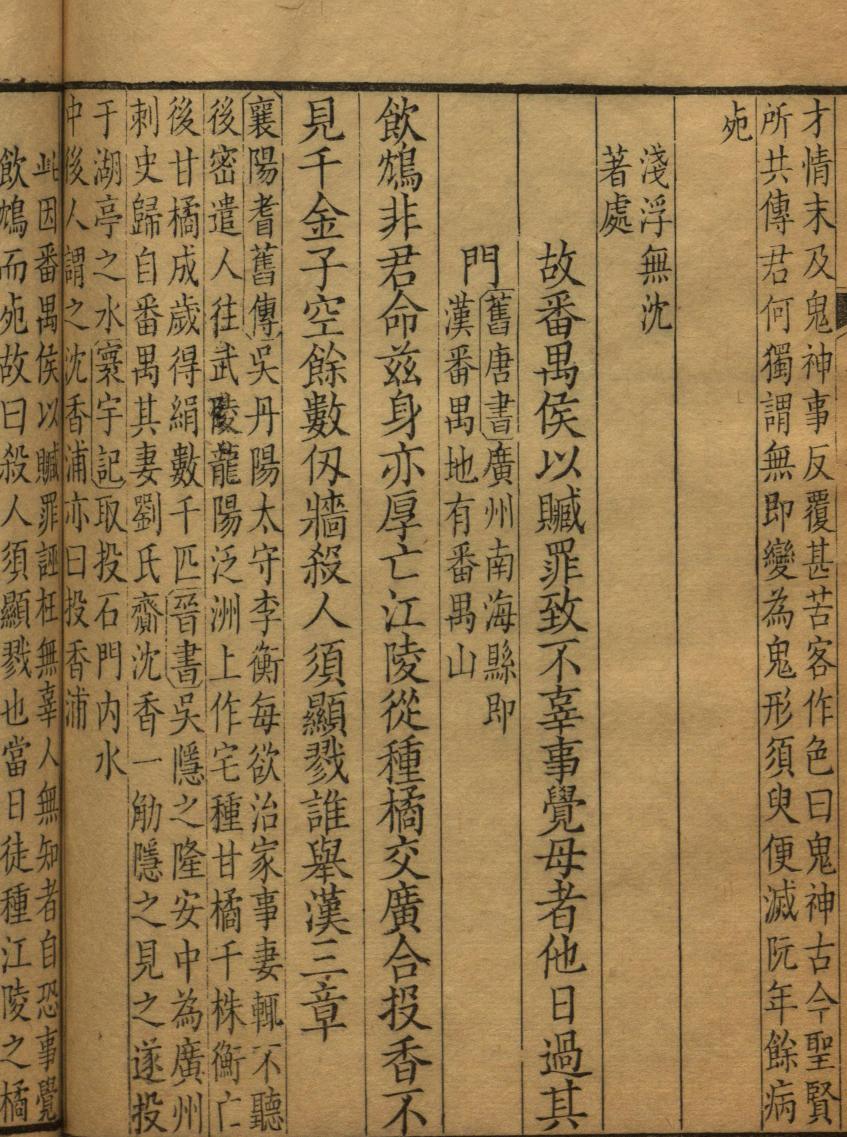 才情末及鬼神事反覆甚苦客作色曰鬼神古今聖賢
所共傳君何獨謂無即變為鬼形須臾便滅阮年餘病
𣦸
淺浮無沈
著處
故番禺侯以贓罪致不辜事覺母者他日過其
門
舊唐書廣州南海縣即
漢番禺地有番禺山
飲鴆非君命茲身亦厚亡江陵從種橘交廣合投香不
見千金子空餘數仞牆殺人須顯戮誰舉漢三章
襄陽耆舊傳吳丹陽太守李衡每欲治家事妻輒不聽
後密遣人往武陵龍陽泛洲上作宅種甘橘千株衡亡
後甘橘成歲得絹數千匹晉書吳隱之隆安中為廣州
刺史歸自番禺其妻劉氏齎沈香一觔隱之見之遂投
于湖亭之水寰宇記取投石門內水
中後人謂之沈香浦亦曰投香浦
此因番禺侯以贓罪誣枉無辜人無知者自恐事覺
飲鴆而𣦸故曰殺人須顯戮也當日徒種江陵之橘